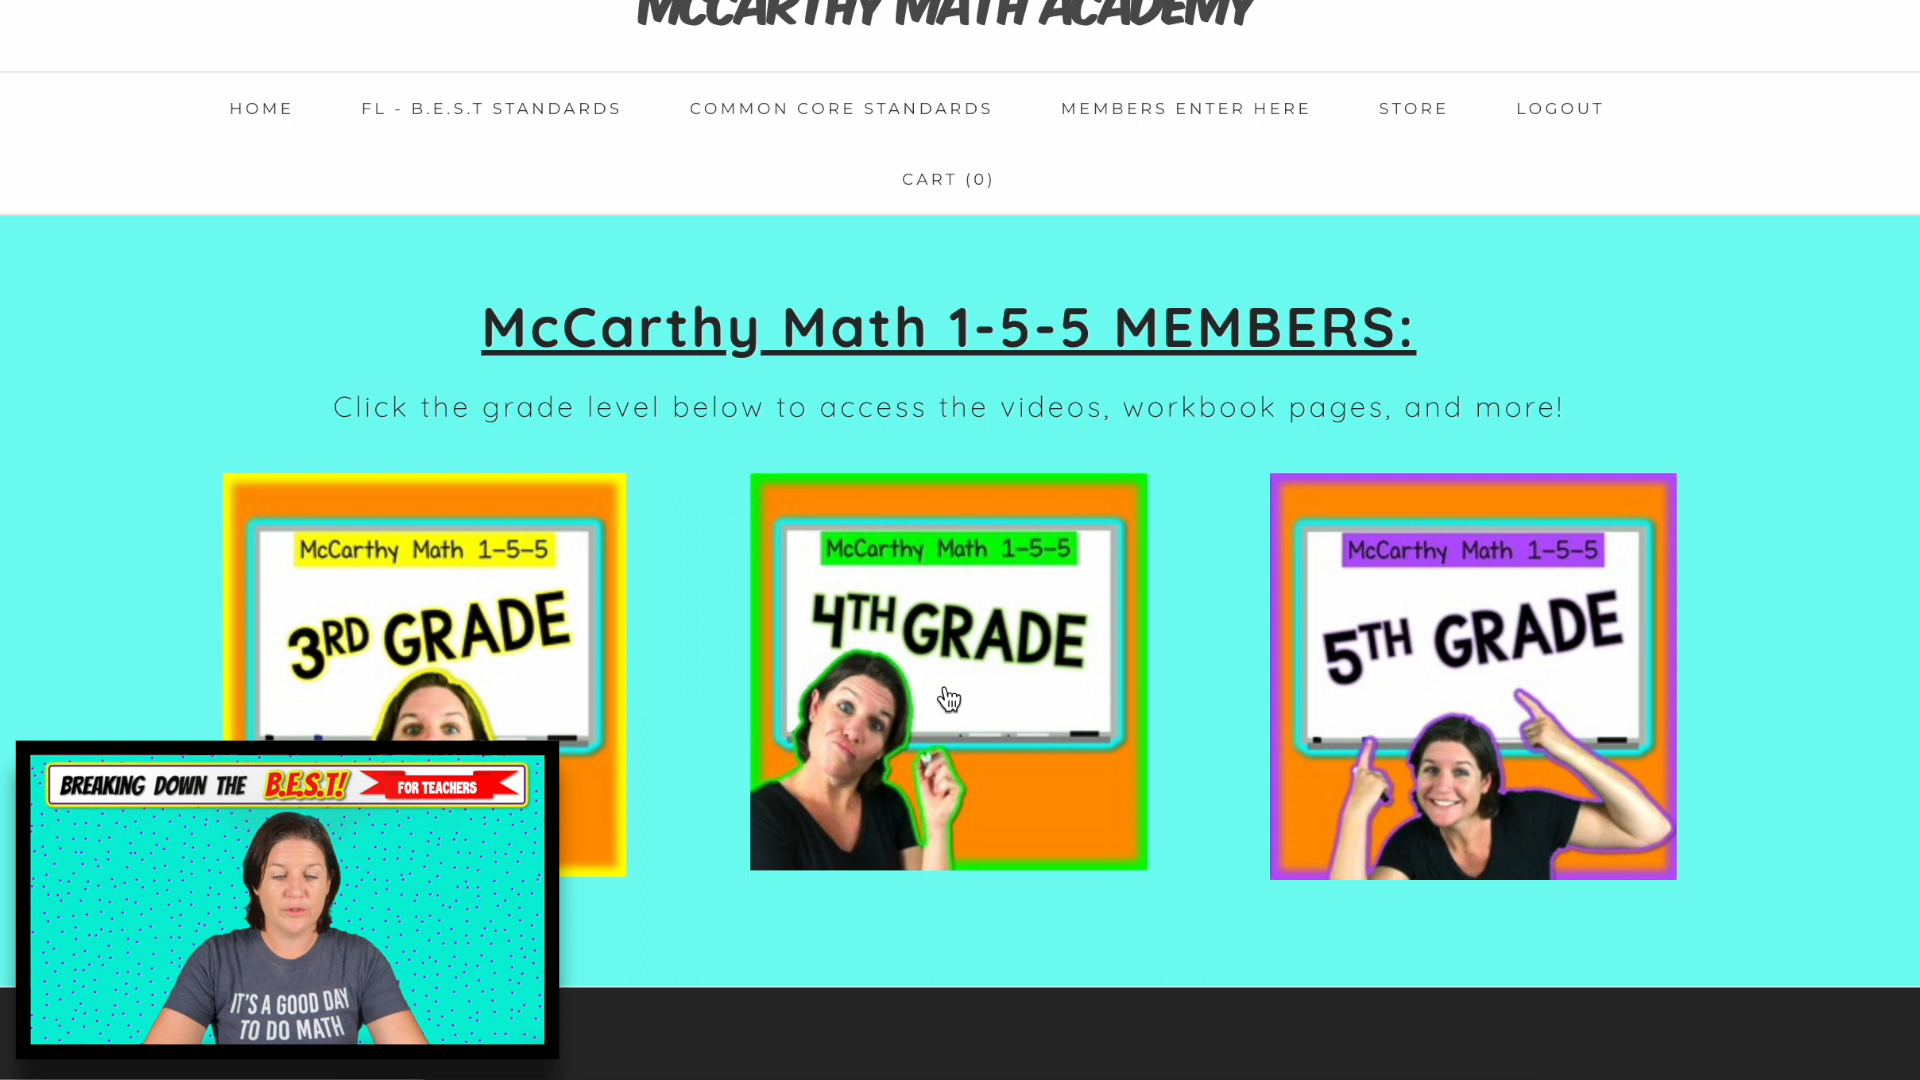 McCARTHY MATH ACADEMY
HOME
FL - B.E.S.T STANDARDS
COMMON CORE STANDARDS
MEMBERS ENTER HERE
STORE
LOGOUT
CART (0)
McCarthy Math 1-5-5 MEMBERS:
Click the grade level below to access the videos, workbook pages, and more!
McCarthy Math 1-5-5
3RD GRADE
McCarthy Math 1-5-5
4TH GRADE
McCarthy Math 1-5-5
5TH GRADE
BREAKING DOWN THE B.E.S.T! FOR TEACHERS
IT'S A GOOD DAY
TO DO MATH